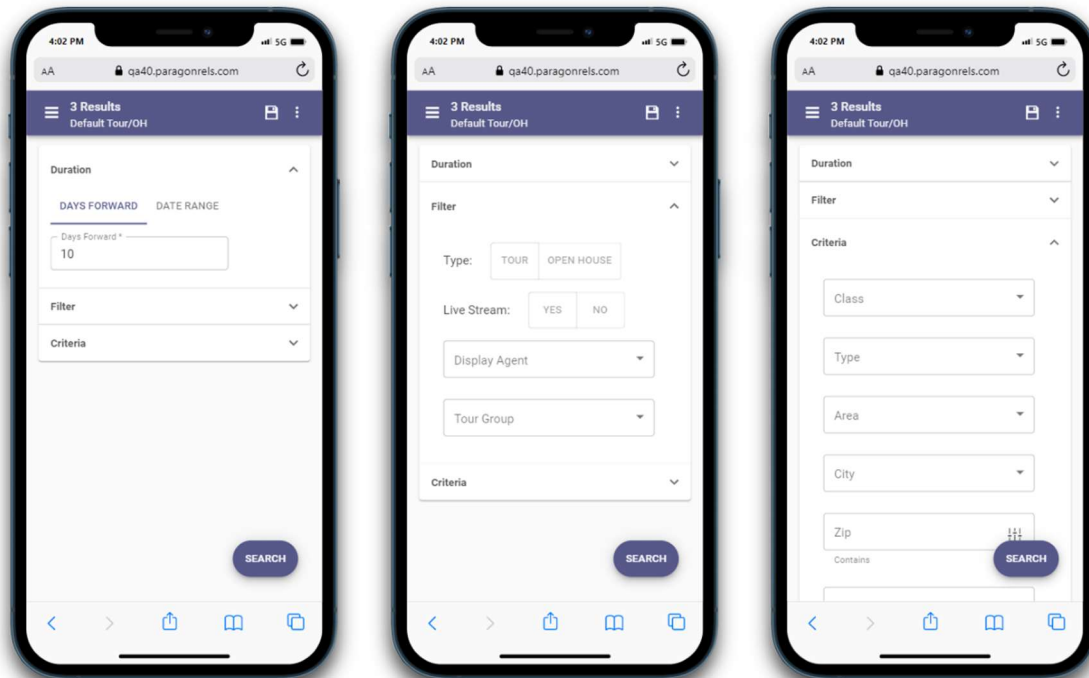 4:02 PM
5G
AA
qa40.paragonrels.com
3 Results
Default Tour/OH
Duration
DAYS FORWARD DATE RANGE
Days Forward *
10
Filter
Criteria
SEARCH
4:02 PM
5G
AA
qa40.paragonrels.com
3 Results
Default Tour/OH
Duration
Filter
Type: TOUR OPEN HOUSE
Live Stream: YES NO
Display Agent
Tour Group
Criteria
SEARCH
4:02 PM
5G
AA
qa40.paragonrels.com
3 Results
Default Tour/OH
Duration
Filter
Criteria
Class
Type
Area
City
Zip
Contains
SEARCH